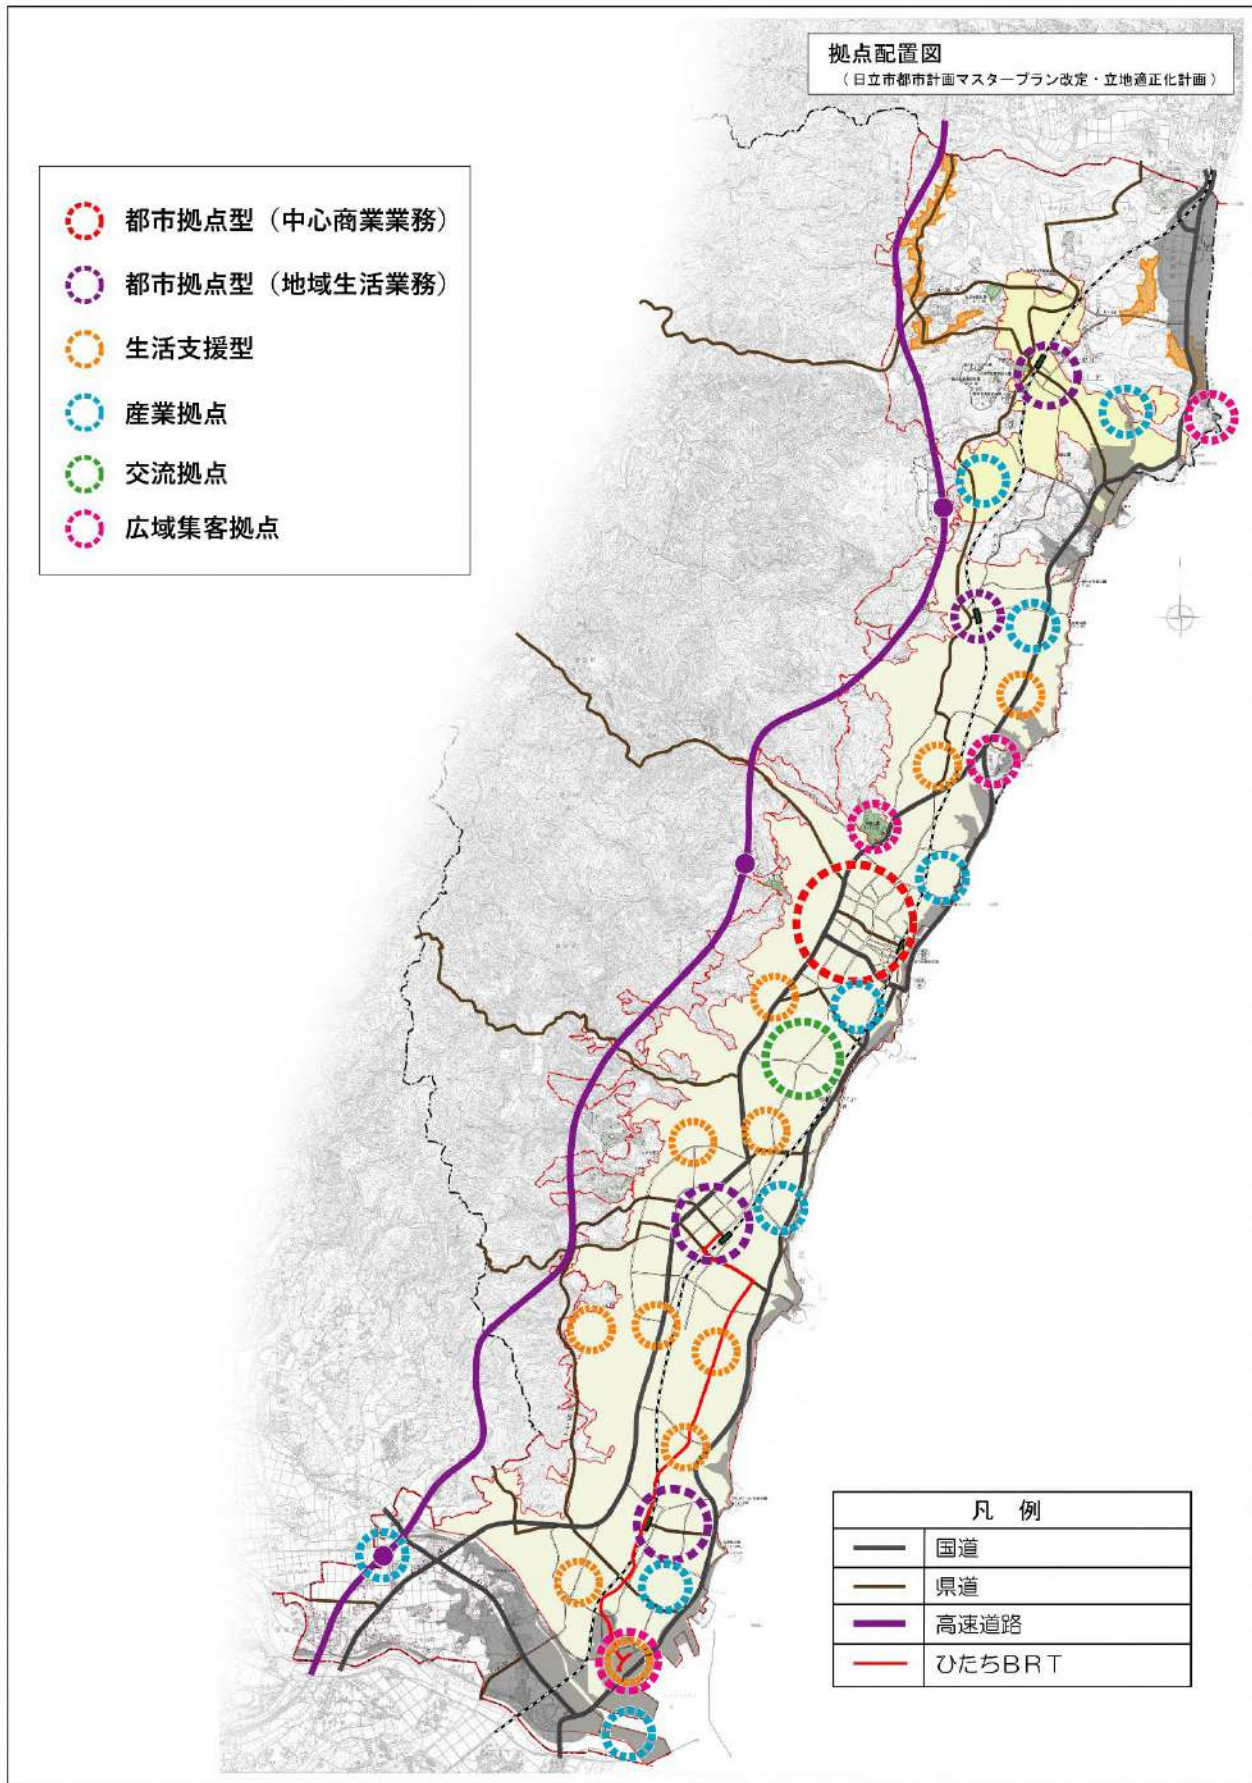 拠点配置図
（日立市都市計画マスタープラン改定・立地適正化計画）
都市拠点型（中心商業業務）
都市拠点型（地域生活業務）
生活支援型
産業拠点
交流拠点
広域集客拠点
凡 例
国道
県道
高速道路
ひたちBRT